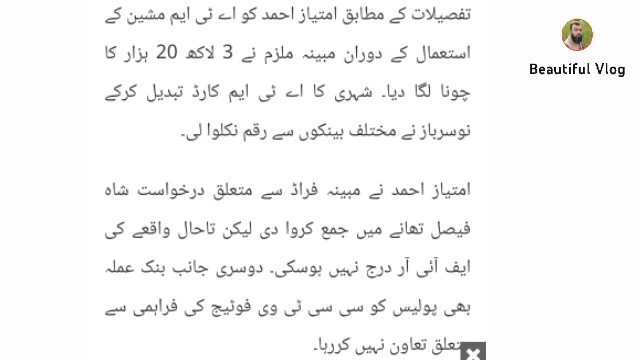 تفصیلات کے مطابق امتیاز احمد کو اے ٹی ایم مشین کے
استعمال کے دوران مبینہ ملزم نے 3 لاکھ 20 ہزار کا
چونا لگا دیا۔ شہری کا اے ٹی ایم کارڈ تبدیل کرکے
نوسرباز نے مختلف بینکوں سے رقم نکلوا لی۔
امتیاز احمد نے مبینہ فراڈ سے متعلق درخواست شاہ
فیصل تھانے میں جمع کروا دی لیکن تاحال واقعے کی
ایف آئی آر درج نہیں ہوسکی۔ دوسری جانب بنک عملہ
بھی پولیس کو سی سی ٹی وی فوٹیج کی فراہمی سے
متعلق تعاون نہیں کررہا۔
Beautiful Vlog